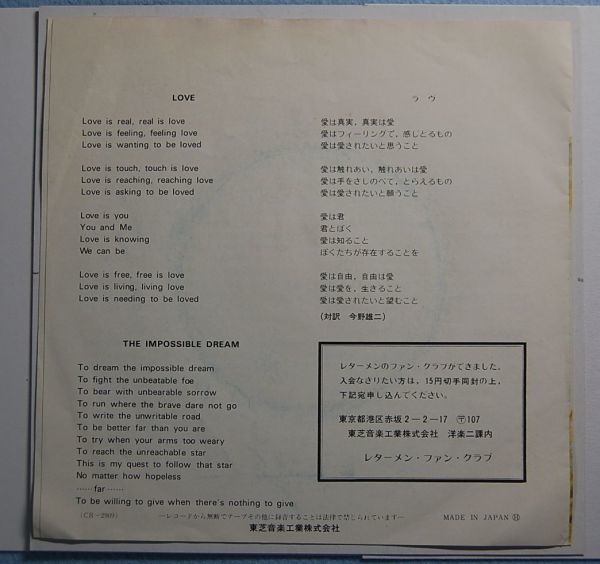 LOVE
Love is real, real is love
Love is feeling, feeling love
Love is wanting to be loved
Love is touch, touch is love
Love is reaching, reaching love
Love is asking to be loved
Love is you
You and Me
Love is knowing
We can be
Love is free, free is love
Love is living, living love
Love is needing to be loved
ラヴ
愛は真実，真実は愛
愛はフィーリングで，感じとるもの
愛は愛されたいと思うこと
愛は触れあい，触れあいは愛
愛は手をさしのべて，とらえるもの
愛は愛されたいと願うこと
愛は君
君とぼく
愛は知ること
ぼくたちが存在することを
愛は自由，自由は愛
愛は愛を，生きること
愛は愛されたいと望むこと
(対訳　今野雄二)
THE IMPOSSIBLE DREAM
To dream the impossible dream
To fight the unbeatable foe
To bear with unbearable sorrow
To run where the brave dare not go
To write the unwritable road
To be better far than you are
To try when your arms too weary
To reach the unreachable star
This is my quest to follow that star
No matter how hopeless
……far……
To be willing to give when there's nothing to give
レターメンのファン・クラブができました。
入会なさりたい方は，15円切手同封の上，
下記宛申し込んでください。
東京都港区赤坂2－2－17　〒107
東芝音楽工業株式会社　洋楽二課内
レターメン・ファン・クラブ
(CR－2909)　―レコードから無断でテープその他に録音することは法律で禁じられています―　MADE IN JAPAN Ⓗ
東芝音楽工業株式会社